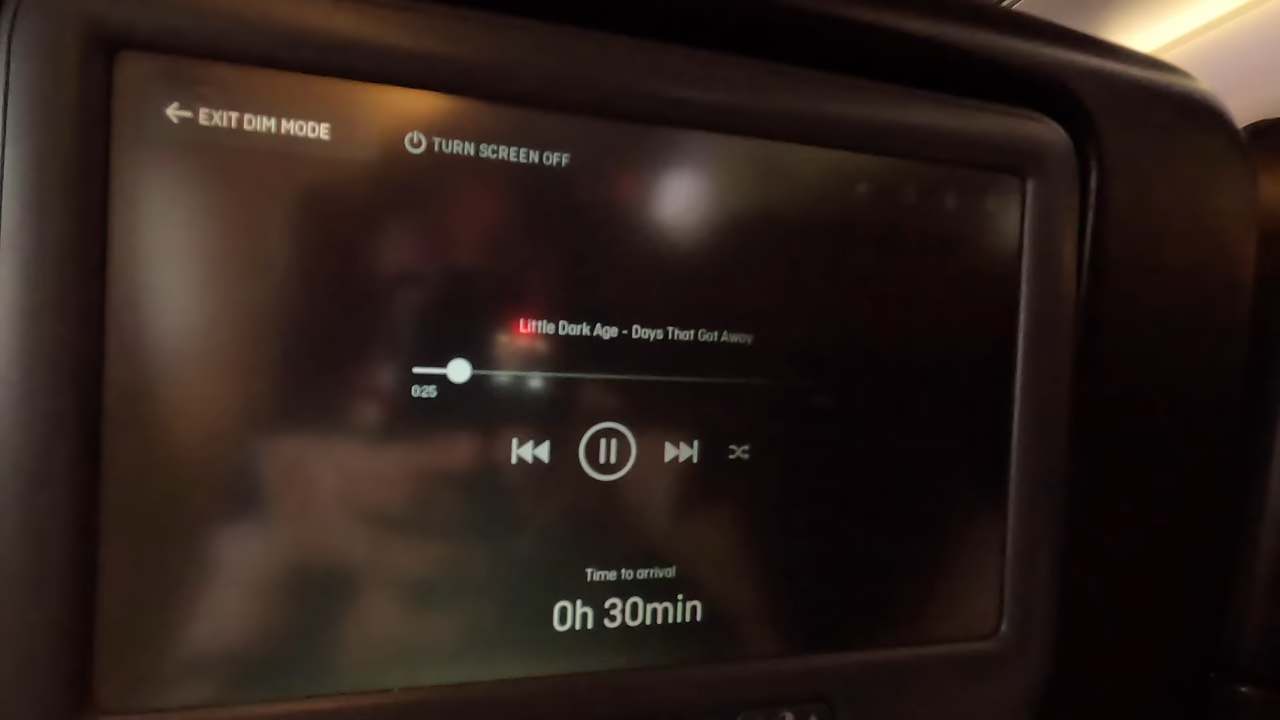 EXIT DIM MODE
TURN SCREEN OFF
Little Dark Age - Days That Got Away
0:25
Time to arrival
0h 30min